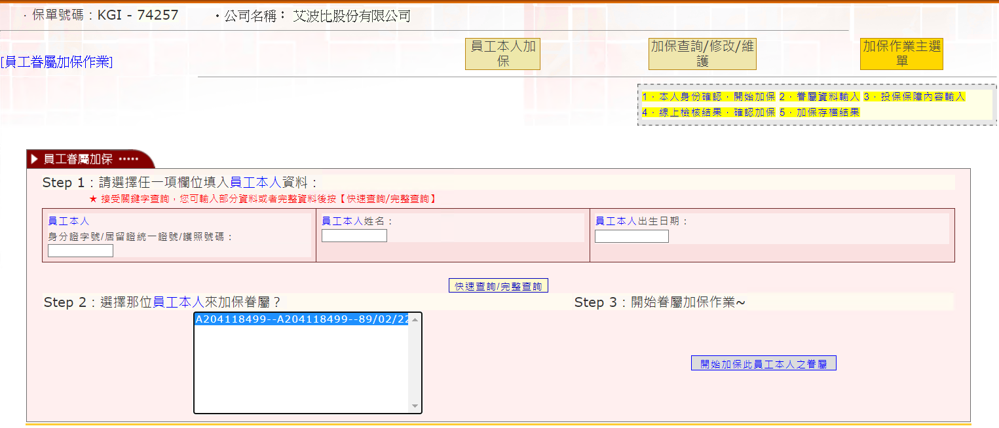 ．保單號碼：KGI - 74257　．公司名稱： 艾波比股份有限公司
員工本人加保
加保查詢/修改/維護
加保作業主選單
[員工眷屬加保作業]
1．本人身份確認．開始加保 2．眷屬資料輸入 3．投保保障內容輸入
4．線上檢核結果．確認加保 5．加保存檔結果
▶ 員工眷屬加保 ·····
Step 1：請選擇任一項欄位填入員工本人資料：
★ 接受關鍵字查詢，您可輸入部分資料或者完整資料後按【快速查詢/完整查詢】
員工本人
身分證字號/居留證統一證號/護照號碼：
員工本人姓名：
員工本人出生日期：
快速查詢/完整查詢
Step 2：選擇那位員工本人來加保眷屬？
Step 3：開始眷屬加保作業~
A204118499--A204118499--89/02/22
開始加保此員工本人之眷屬